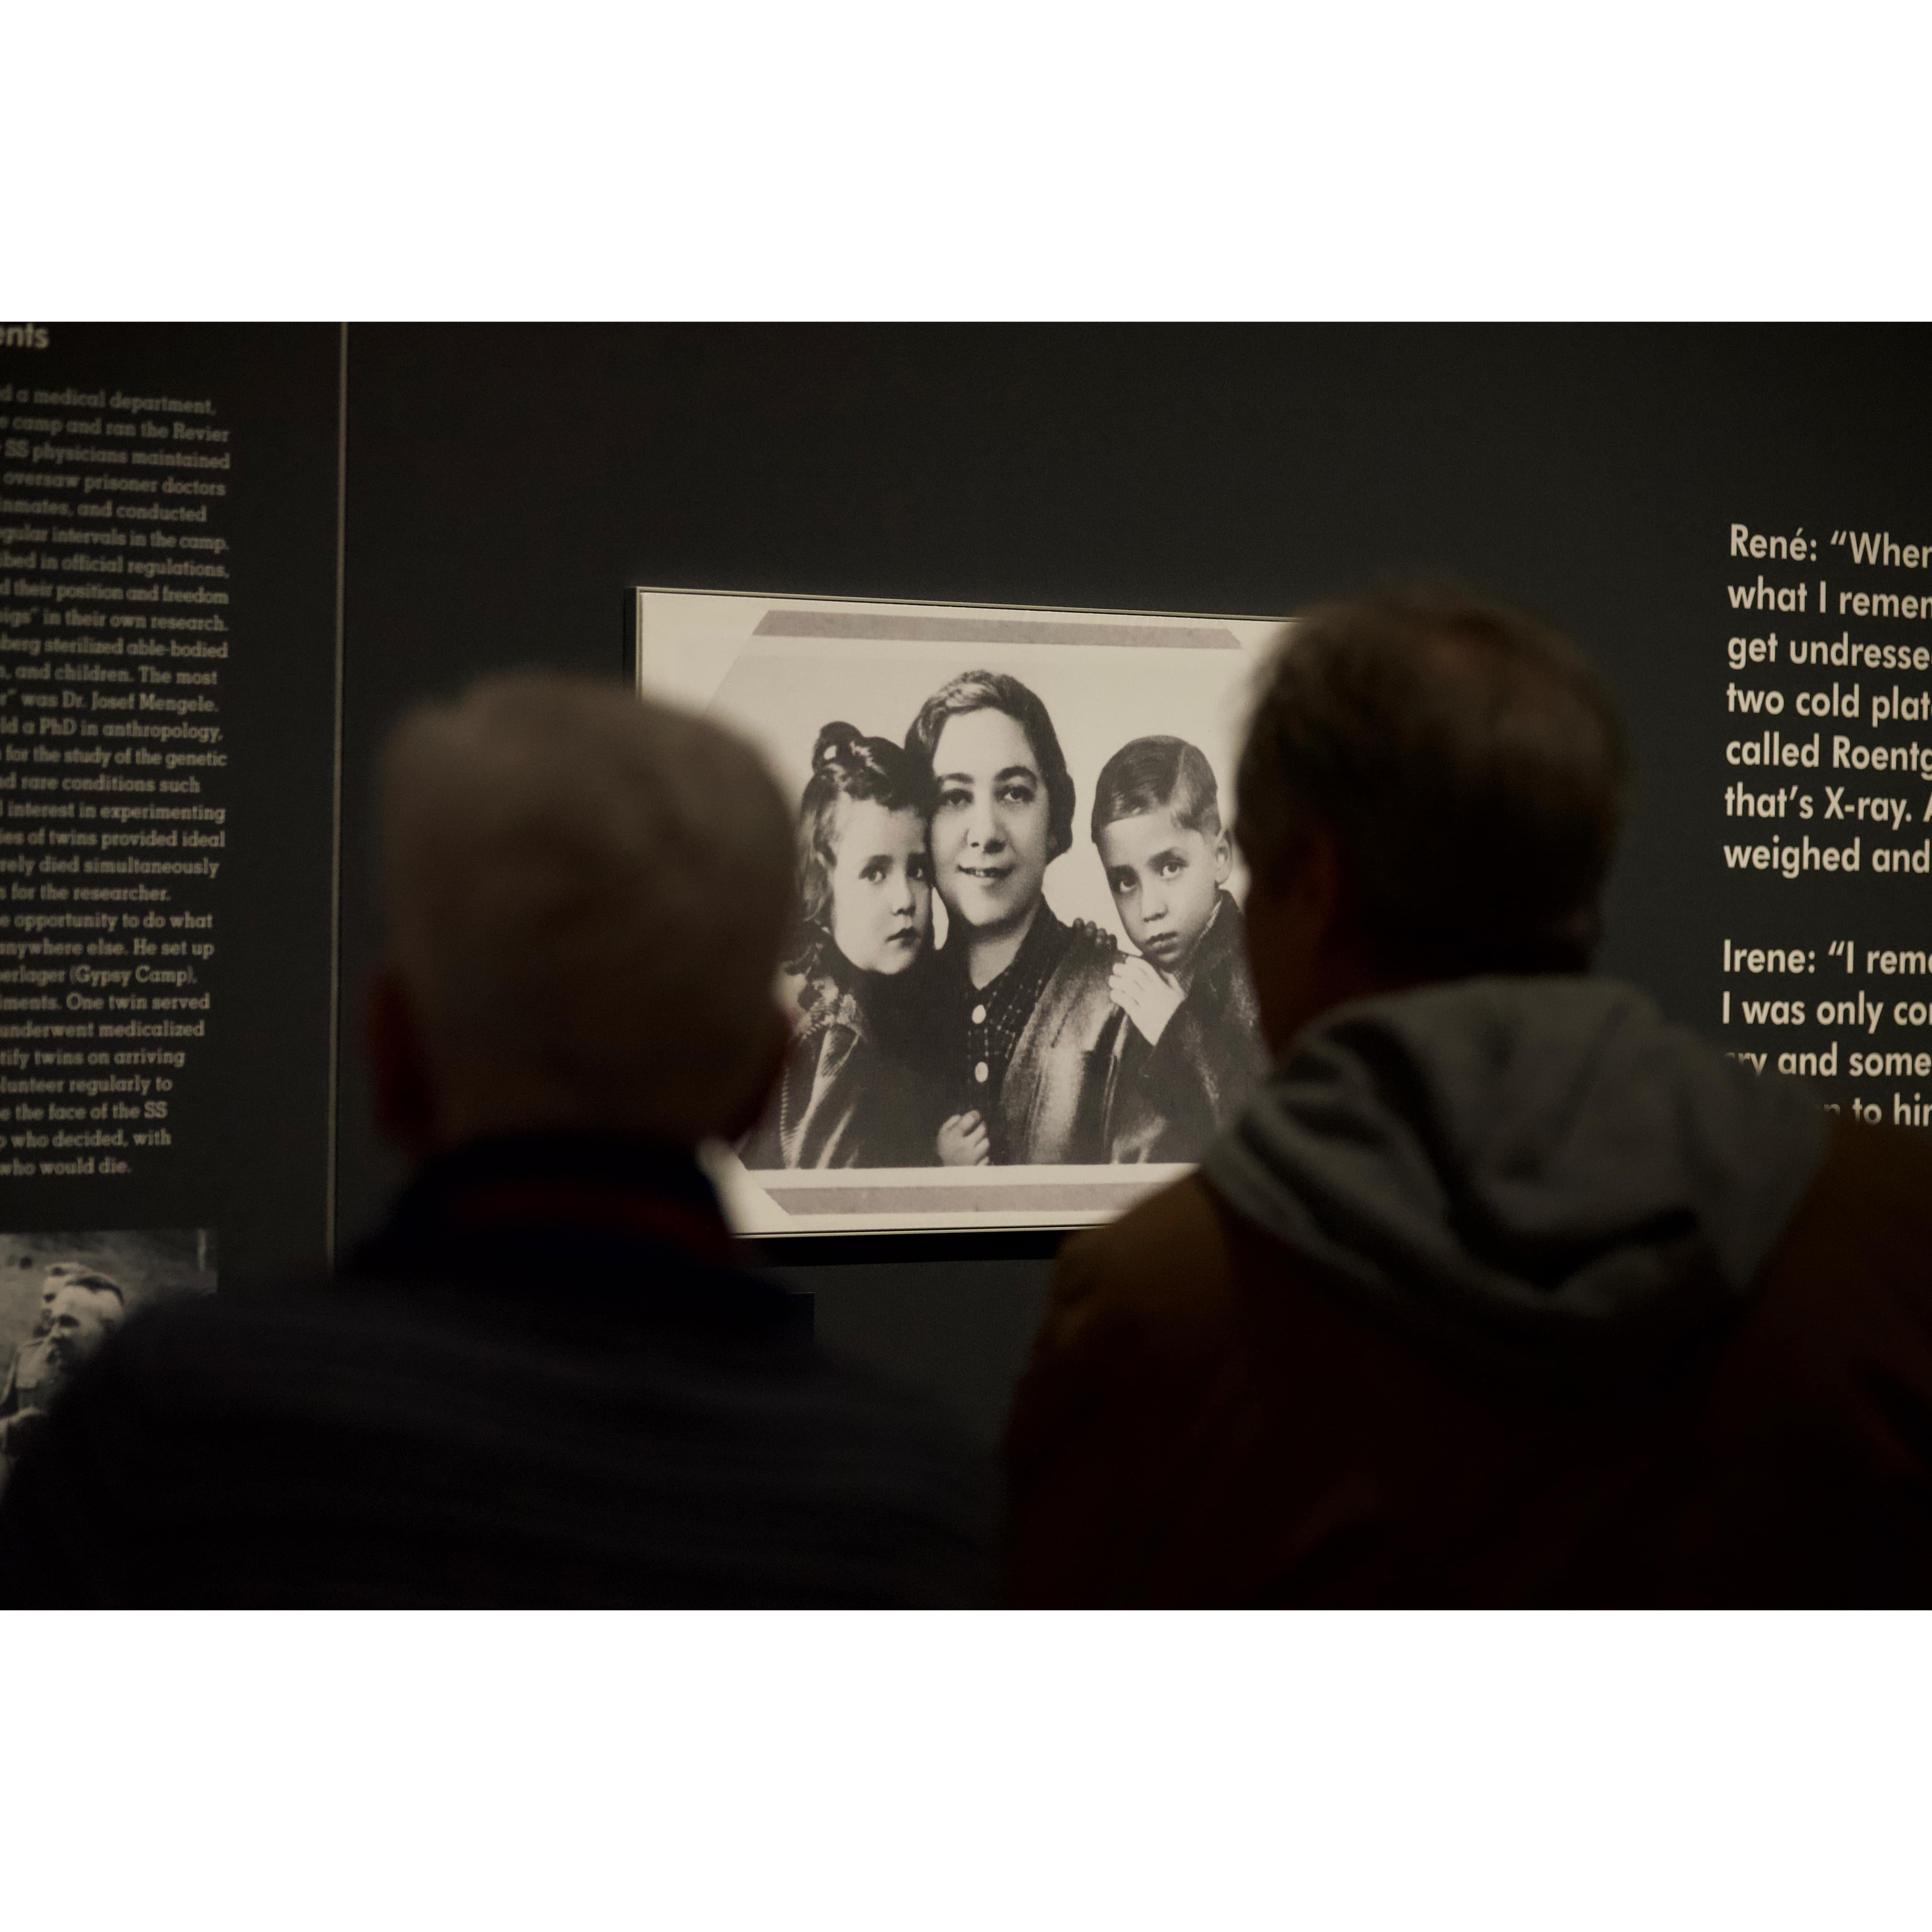 ents
d a medical department,
e camp and ran the Revier
SS physicians maintained
oversaw prisoner doctors
inmates, and conducted
gular intervals in the camp.
ibed in official regulations,
d their position and freedom
igs" in their own research.
berg sterilized able-bodied
, and children. The most
r" was Dr. Josef Mengele.
ld a PhD in anthropology,
for the study of the genetic
nd rare conditions such
l interest in experimenting
ies of twins provided ideal
rely died simultaneously
for the researcher.
e opportunity to do what
anywhere else. He set up
erlager (Gypsy Camp),
iments. One twin served
underwent medicalized
tify twins on arriving
lunteer regularly to
e the face of the SS
who decided, with
who would die.
René: “When
what I remem
get undresse
two cold plat
called Roentg
that’s X-ray. A
weighed and
Irene: “I reme
I was only co
cry and some
to hi